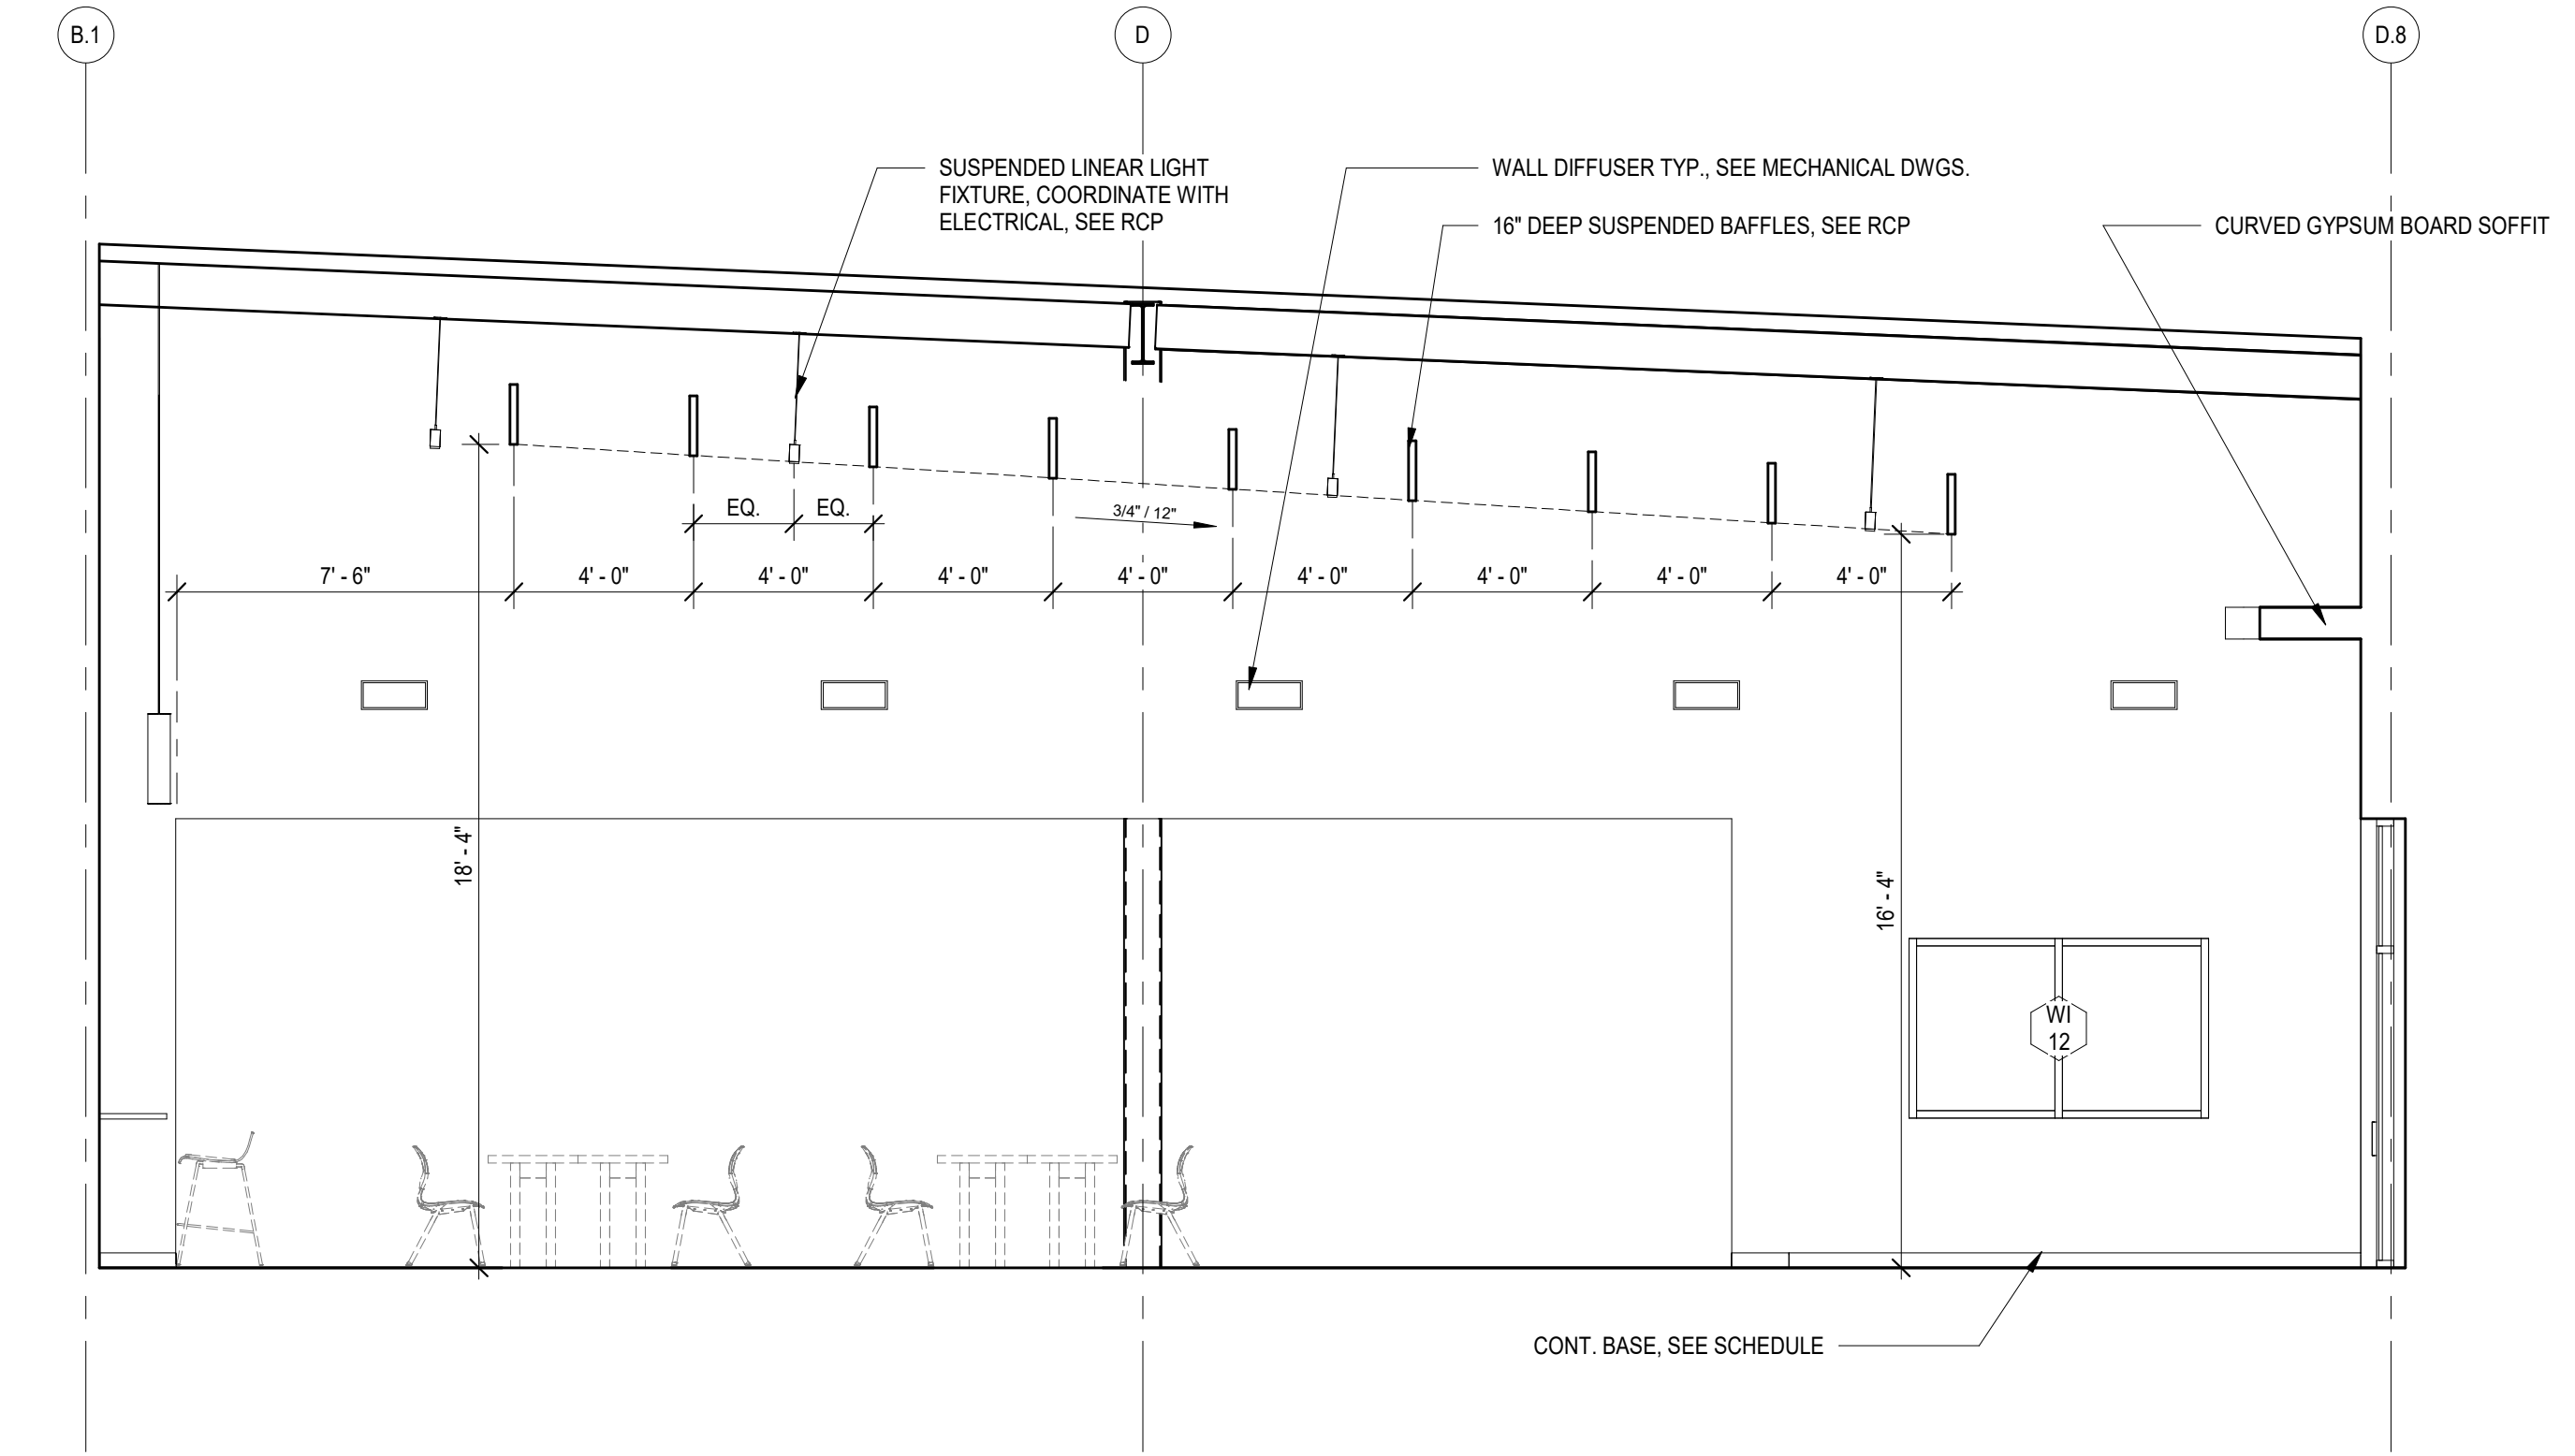 B.1
D
D.8
SUSPENDED LINEAR LIGHT
FIXTURE, COORDINATE WITH
ELECTRICAL, SEE RCP
WALL DIFFUSER TYP., SEE MECHANICAL DWGS.
16" DEEP SUSPENDED BAFFLES, SEE RCP
CURVED GYPSUM BOARD SOFFIT
EQ.
EQ.
3/4" / 12"
7' - 6"
4' - 0"
4' - 0"
4' - 0"
4' - 0"
4' - 0"
4' - 0"
4' - 0"
4' - 0"
18' - 4"
16' - 4"
WI
12
CONT. BASE, SEE SCHEDULE